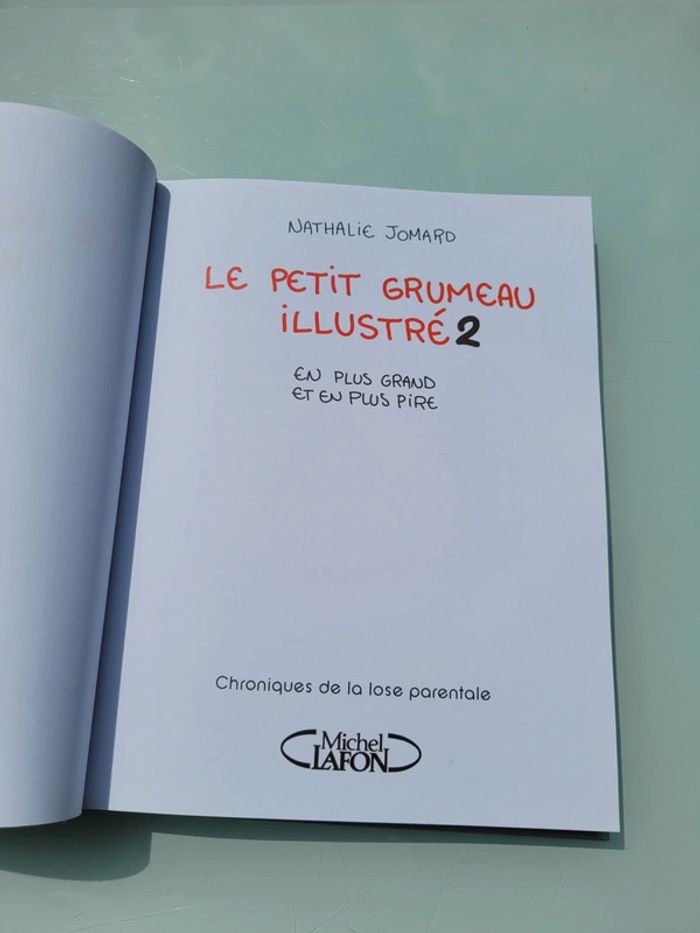 NATHALIE JOMARD
LE PETIT GRUMEAU
ILLUSTRÉ 2
EN PLUS GRAND
ET EN PLUS PIRE
Chroniques de la lose parentale
Michel
LAFON